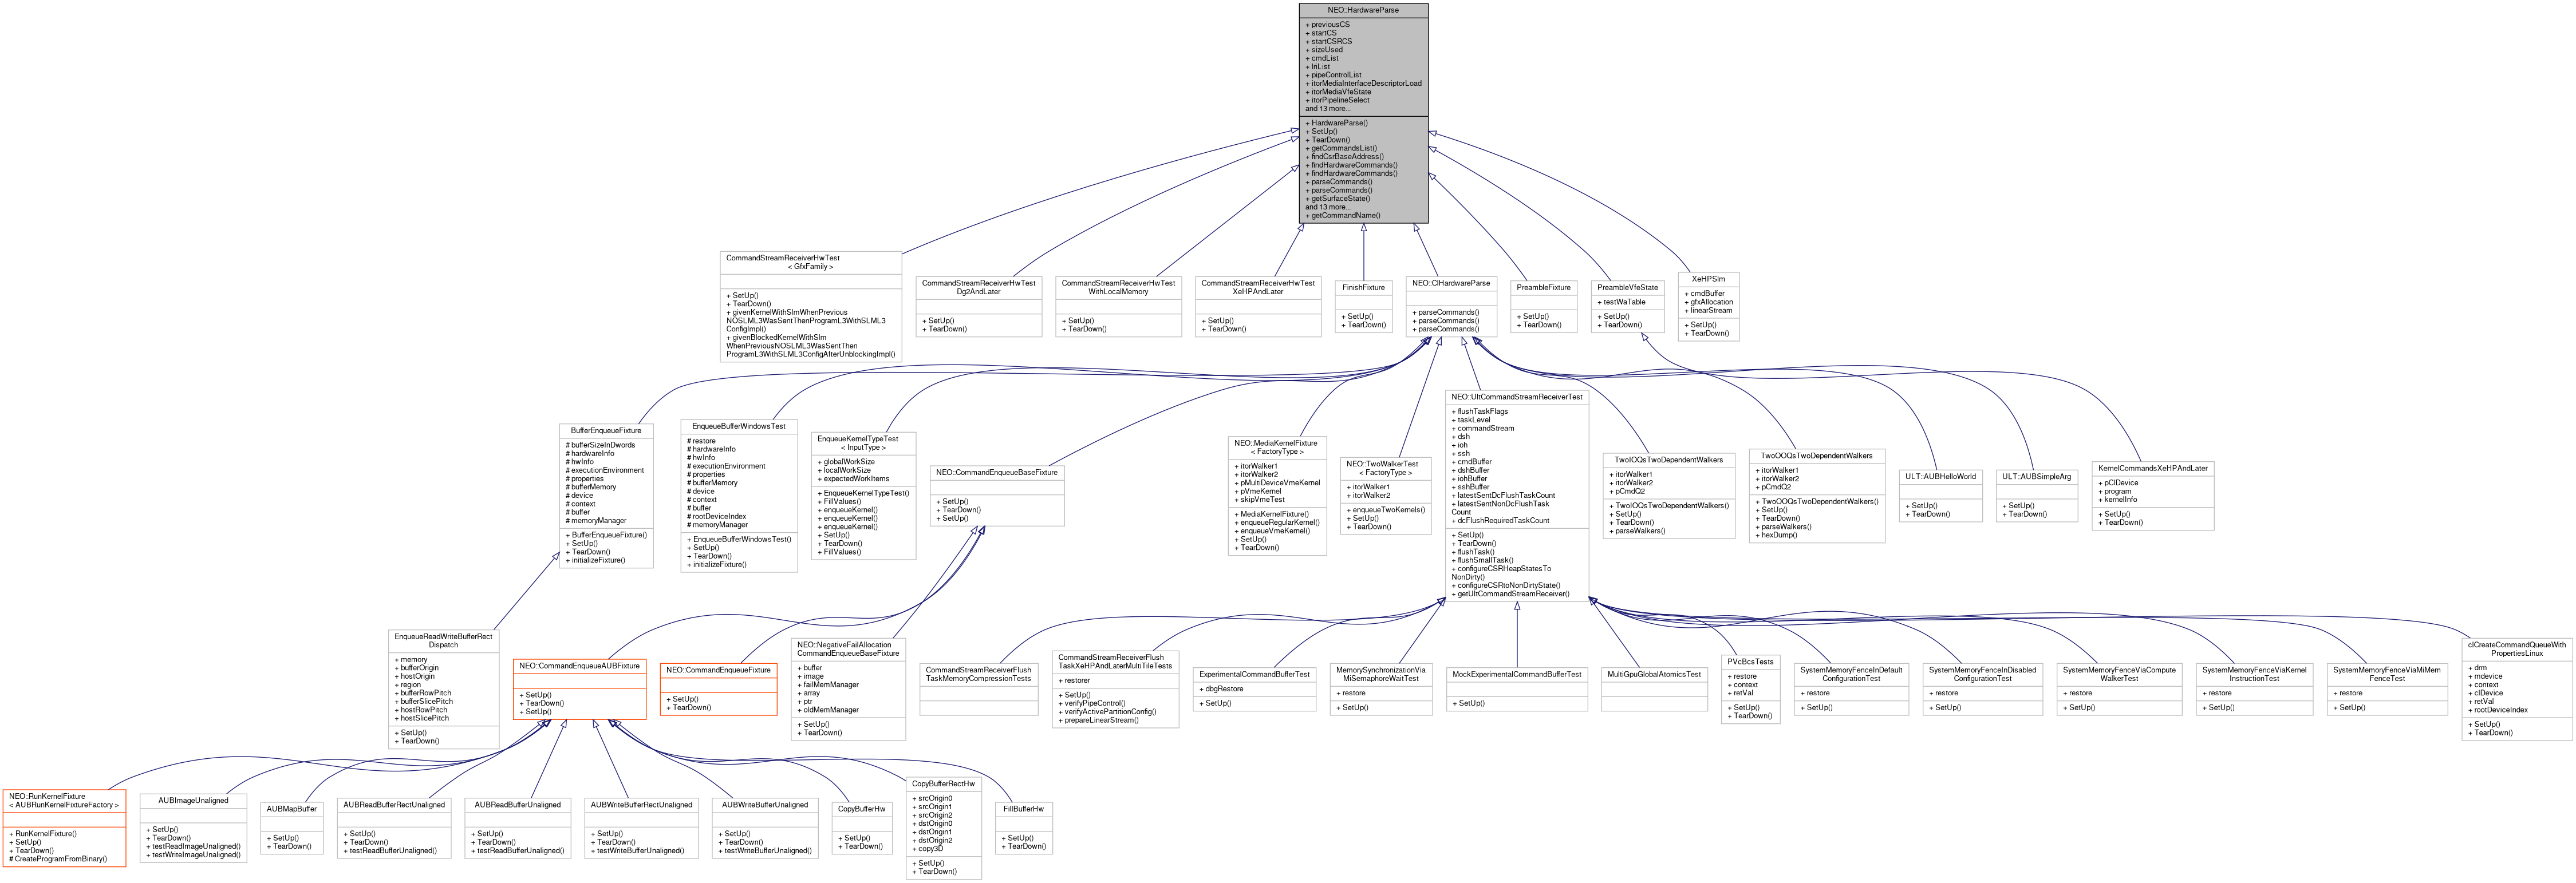 NEO::HardwareParse
+ previousCS
+ startCS
+ startCSRCS
+ sizeUsed
+ cmdList
+ lriList
+ pipeControlList
+ itorMediaInterfaceDescriptorLoad
+ itorMediaVfeState
+ itorPipelineSelect
and 13 more...
+ HardwareParse()
+ SetUp()
+ TearDown()
+ getCommandsList()
+ findCsrBaseAddress()
+ findHardwareCommands()
+ findHardwareCommands()
+ parseCommands()
+ parseCommands()
+ getSurfaceState()
and 13 more...
+ getCommandName()
CommandStreamReceiverHwTest
< GfxFamily >
+ SetUp()
+ TearDown()
+ givenKernelWithSlmWhenPrevious
NOSLML3WasSentThenProgramL3WithSLML3
ConfigImpl()
+ givenBlockedKernelWithSlm
WhenPreviousNOSLML3WasSentThen
ProgramL3WithSLML3ConfigAfterUnblockingImpl()
CommandStreamReceiverHwTest
Dg2AndLater
+ SetUp()
+ TearDown()
CommandStreamReceiverHwTest
WithLocalMemory
+ SetUp()
+ TearDown()
CommandStreamReceiverHwTest
XeHPAndLater
+ SetUp()
+ TearDown()
FinishFixture
+ SetUp()
+ TearDown()
NEO::ClHardwareParse
+ parseCommands()
+ parseCommands()
+ parseCommands()
PreambleFixture
+ SetUp()
+ TearDown()
PreambleVfeState
+ testWaTable
+ SetUp()
+ TearDown()
XeHPSlm
+ cmdBuffer
+ gfxAllocation
+ linearStream
+ SetUp()
+ TearDown()
BufferEnqueueFixture
# bufferSizeInDwords
# hardwareInfo
# hwInfo
# executionEnvironment
# properties
# bufferMemory
# device
# context
# buffer
# memoryManager
+ BufferEnqueueFixture()
+ SetUp()
+ TearDown()
+ initializeFixture()
EnqueueBufferWindowsTest
# restore
# hardwareInfo
# hwInfo
# executionEnvironment
# properties
# bufferMemory
# device
# context
# buffer
# rootDeviceIndex
# memoryManager
+ EnqueueBufferWindowsTest()
+ SetUp()
+ TearDown()
+ initializeFixture()
EnqueueKernelTypeTest
< InputType >
+ globalWorkSize
+ localWorkSize
+ expectedWorkItems
+ EnqueueKernelTypeTest()
+ FillValues()
+ enqueueKernel()
+ enqueueKernel()
+ enqueueKernel()
+ SetUp()
+ TearDown()
+ FillValues()
NEO::CommandEnqueueBaseFixture
+ SetUp()
+ TearDown()
+ SetUp()
NEO::MediaKernelFixture
< FactoryType >
+ itorWalker1
+ itorWalker2
+ pMultiDeviceVmeKernel
+ pVmeKernel
+ skipVmeTest
+ MediaKernelFixture()
+ enqueueRegularKernel()
+ enqueueVmeKernel()
+ SetUp()
+ TearDown()
NEO::TwoWalkerTest
< FactoryType >
+ itorWalker1
+ itorWalker2
+ enqueueTwoKernels()
+ SetUp()
+ TearDown()
NEO::UltCommandStreamReceiverTest
+ flushTaskFlags
+ taskLevel
+ commandStream
+ dsh
+ ioh
+ ssh
+ cmdBuffer
+ dshBuffer
+ iohBuffer
+ sshBuffer
+ latestSentDcFlushTaskCount
+ latestSentNonDcFlushTask
Count
+ dcFlushRequiredTaskCount
+ SetUp()
+ TearDown()
+ flushTask()
+ flushSmallTask()
+ configureCSRHeapStatesTo
NonDirty()
+ configureCSRtoNonDirtyState()
+ getUltCommandStreamReceiver()
TwoIOQsTwoDependentWalkers
+ itorWalker1
+ itorWalker2
+ pCmdQ2
+ TwoIOQsTwoDependentWalkers()
+ SetUp()
+ TearDown()
+ parseWalkers()
TwoOOQsTwoDependentWalkers
+ itorWalker1
+ itorWalker2
+ pCmdQ2
+ TwoOOQsTwoDependentWalkers()
+ SetUp()
+ TearDown()
+ parseWalkers()
+ hexDump()
ULT::AUBHelloWorld
+ SetUp()
+ TearDown()
ULT::AUBSimpleArg
+ SetUp()
+ TearDown()
KernelCommandsXeHPAndLater
+ pClDevice
+ program
+ kernelInfo
+ SetUp()
+ TearDown()
EnqueueReadWriteBufferRect
Dispatch
+ memory
+ bufferOrigin
+ hostOrigin
+ region
+ bufferRowPitch
+ bufferSlicePitch
+ hostRowPitch
+ hostSlicePitch
+ SetUp()
+ TearDown()
NEO::CommandEnqueueAUBFixture
+ SetUp()
+ TearDown()
+ SetUp()
NEO::CommandEnqueueFixture
+ SetUp()
+ TearDown()
NEO::NegativeFailAllocation
CommandEnqueueBaseFixture
+ buffer
+ image
+ failMemManager
+ array
+ ptr
+ oldMemManager
+ SetUp()
+ TearDown()
CommandStreamReceiverFlush
TaskMemoryCompressionTests
CommandStreamReceiverFlush
TaskXeHPAndLaterMultiTileTests
+ restorer
+ SetUp()
+ verifyPipeControl()
+ verifyActivePartitionConfig()
+ prepareLinearStream()
ExperimentalCommandBufferTest
+ dbgRestore
+ SetUp()
MemorySynchronizationVia
MiSemaphoreWaitTest
+ restore
+ SetUp()
MockExperimentalCommandBufferTest
+ SetUp()
MultiGpuGlobalAtomicsTest
PVcBcsTests
+ restore
+ context
+ retVal
+ SetUp()
+ TearDown()
SystemMemoryFenceInDefault
ConfigurationTest
+ restore
+ SetUp()
SystemMemoryFenceInDisabled
ConfigurationTest
+ restore
+ SetUp()
SystemMemoryFenceViaCompute
WalkerTest
+ restore
+ SetUp()
SystemMemoryFenceViaKernel
InstructionTest
+ restore
+ SetUp()
SystemMemoryFenceViaMiMem
FenceTest
+ restore
+ SetUp()
clCreateCommandQueueWith
PropertiesLinux
+ drm
+ mdevice
+ context
+ clDevice
+ retVal
+ rootDeviceIndex
+ SetUp()
+ TearDown()
NEO::RunKernelFixture
< AUBRunKernelFixtureFactory >
+ RunKernelFixture()
+ SetUp()
+ TearDown()
# CreateProgramFromBinary()
AUBImageUnaligned
+ SetUp()
+ TearDown()
+ testReadImageUnaligned()
+ testWriteImageUnaligned()
AUBMapBuffer
+ SetUp()
+ TearDown()
AUBReadBufferRectUnaligned
+ SetUp()
+ TearDown()
+ testReadBufferUnaligned()
AUBReadBufferUnaligned
+ SetUp()
+ TearDown()
+ testReadBufferUnaligned()
AUBWriteBufferRectUnaligned
+ SetUp()
+ TearDown()
+ testWriteBufferUnaligned()
AUBWriteBufferUnaligned
+ SetUp()
+ TearDown()
+ testWriteBufferUnaligned()
CopyBufferHw
+ SetUp()
+ TearDown()
CopyBufferRectHw
+ srcOrigin0
+ srcOrigin1
+ srcOrigin2
+ dstOrigin0
+ dstOrigin1
+ dstOrigin2
+ copy3D
+ SetUp()
+ TearDown()
FillBufferHw
+ SetUp()
+ TearDown()